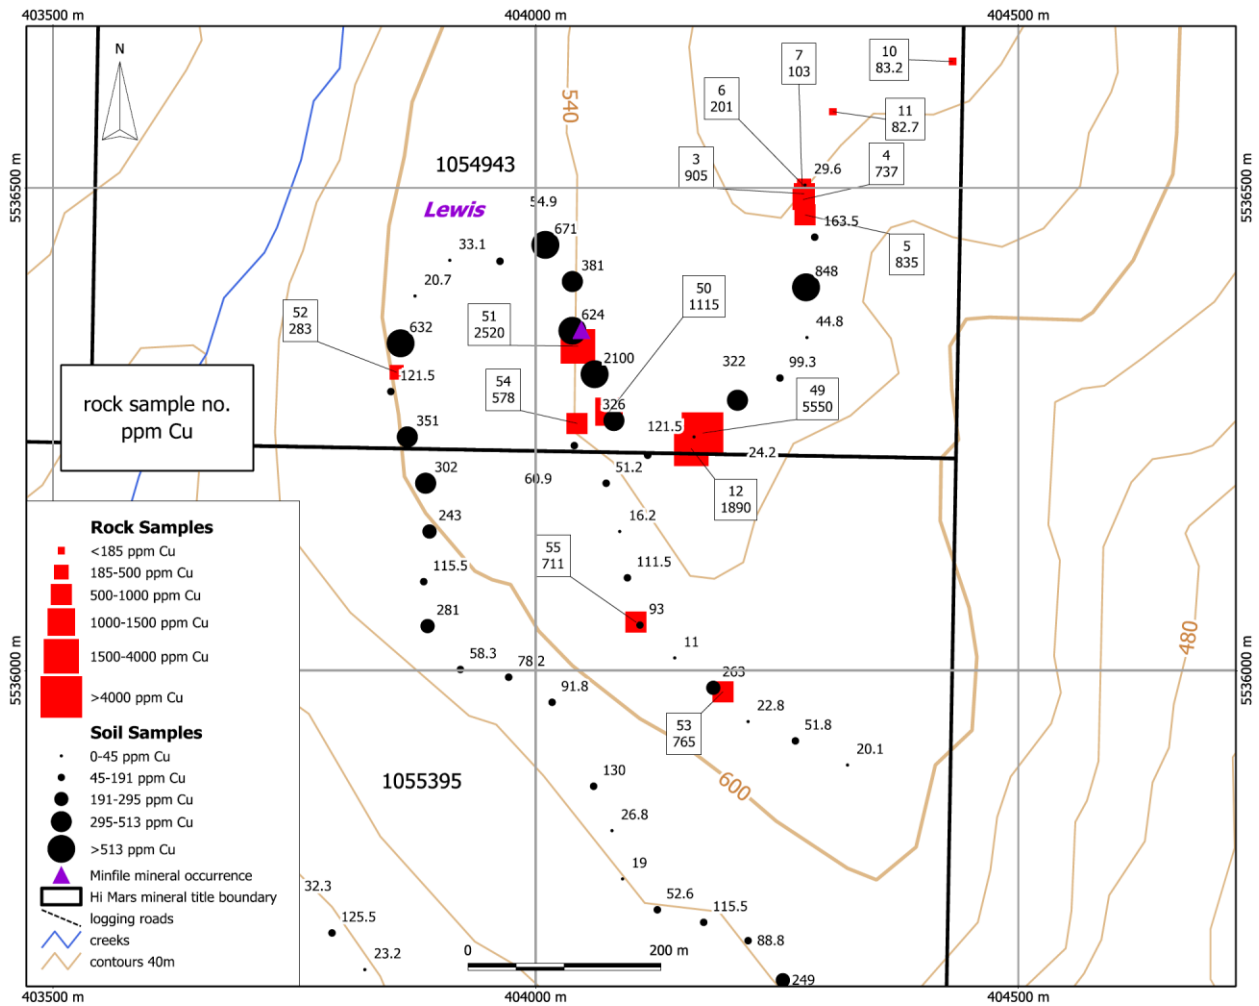 403500 m
404000 m
404500 m
N
10
83.2
7
103
6
201
11
82.7
540
4
737
3
905
29.6
1054943
5536500 m
5536500 m
54.9
Lewis
163.5
671
33.1
5
835
381
20.7
848
50
1115
52
283
51
2520
624
44.8
632
2100
322
99.3
121.5
54
578
49
5550
rock sample no.
ppm Cu
326
351
121.5
24.2
302
51.2
60.9
12
1890
243
16.2
55
711
115.5
111.5
281
93
480
11
58.3
78.2
263
5536000 m
5536000 m
91.8
22.8
53
765
51.8
20.1
1055395
130
600
26.8
19
52.6
115.5
88.8
249
32.3
125.5
23.2
0
200 m
Rock Samples
<185 ppm Cu
185-500 ppm Cu
500-1000 ppm Cu
1000-1500 ppm Cu
1500-4000 ppm Cu
>4000 ppm Cu
Soil Samples
0-45 ppm Cu
45-191 ppm Cu
191-295 ppm Cu
295-513 ppm Cu
>513 ppm Cu
Minfile mineral occurrence
Hi Mars mineral title boundary
logging roads
creeks
contours 40m
403500 m
404000 m
404500 m